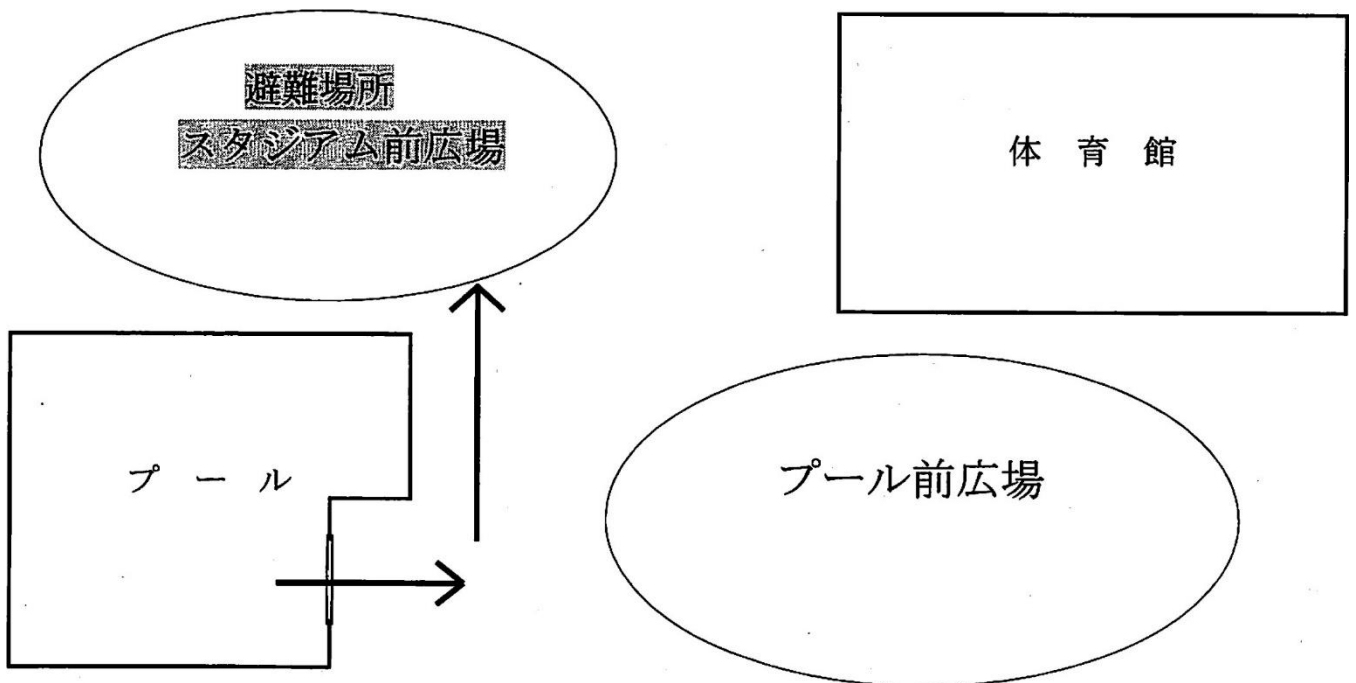 避難場所
スタジアム前広場
体 育 館
プ ー ル
プール前広場